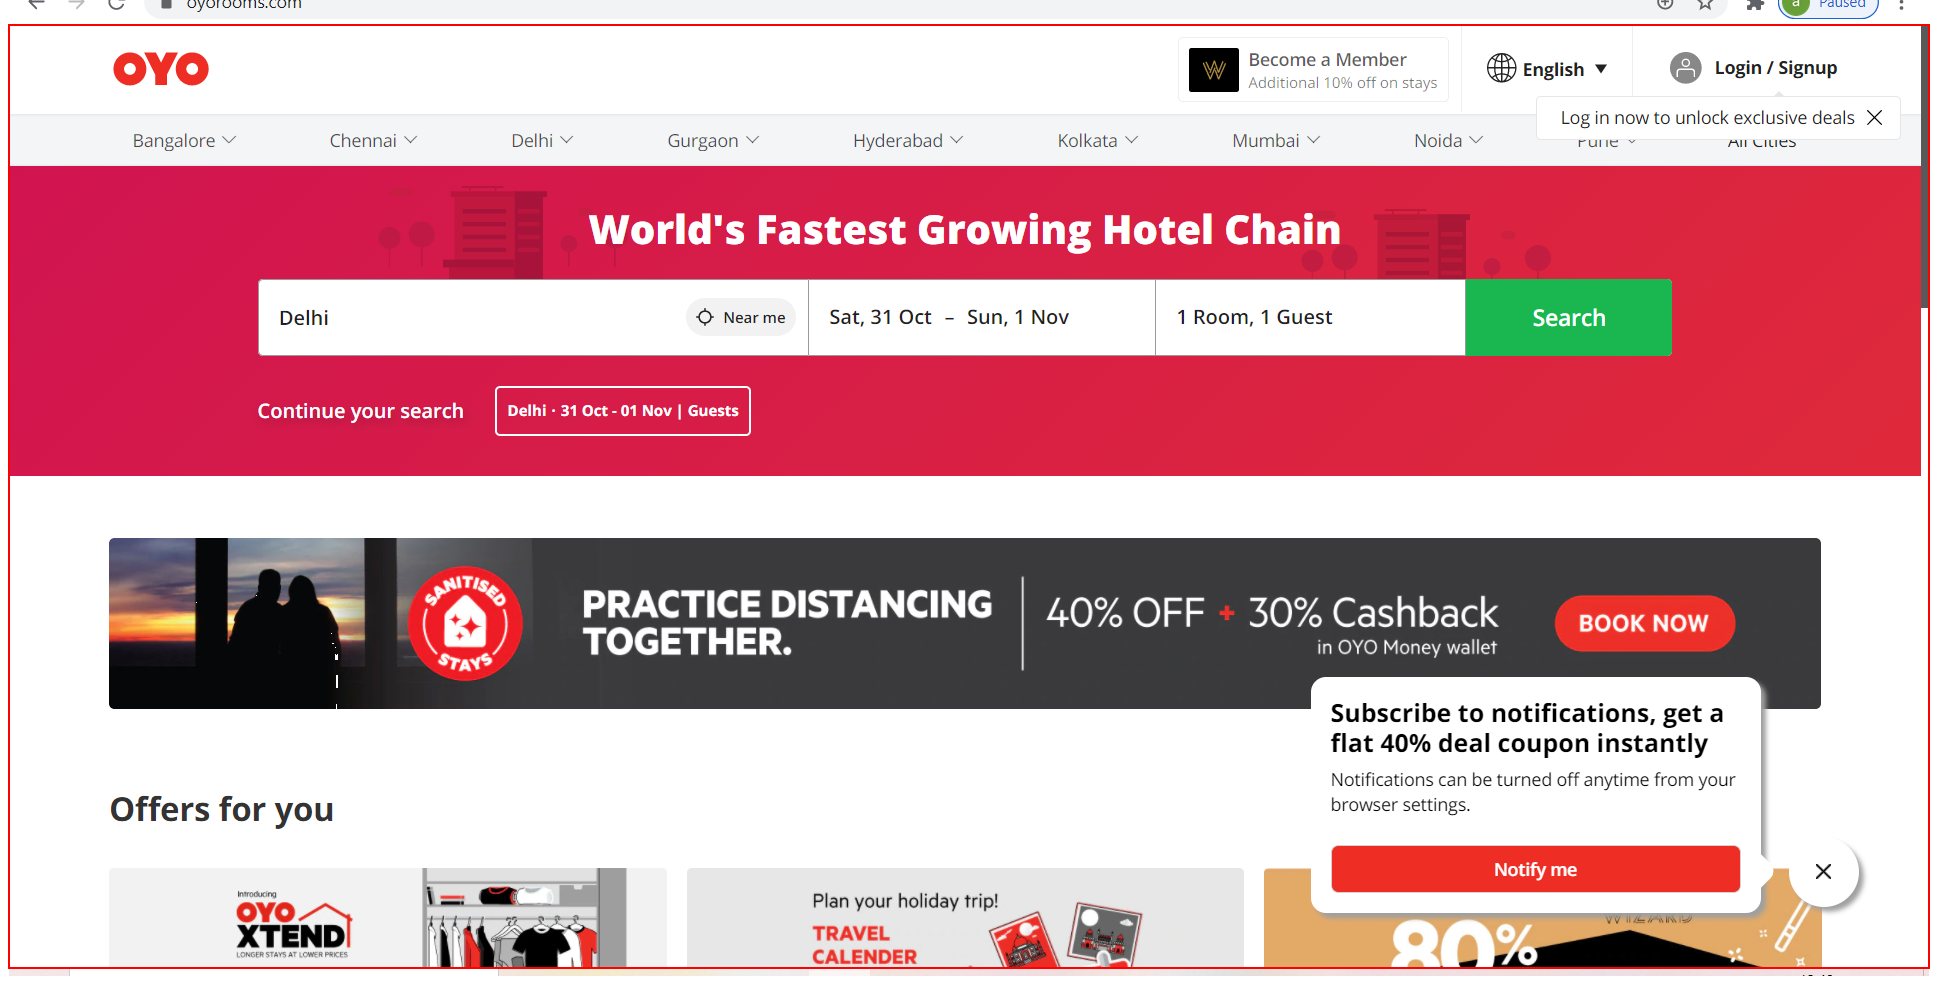 oyorooms.com
a Paused
OYO
W
Become a Member
Additional 10% off on stays
English
Login / Signup
Log in now to unlock exclusive deals
Bangalore Chennai Delhi Gurgaon Hyderabad Kolkata Mumbai Noida Pune All Cities
World's Fastest Growing Hotel Chain
Delhi
Near me
Sat, 31 Oct – Sun, 1 Nov
1 Room, 1 Guest
Search
Continue your search
Delhi · 31 Oct - 01 Nov | Guests
SANITISED
STAYS
PRACTICE DISTANCING
TOGETHER.
40% OFF + 30% Cashback
in OYO Money wallet
BOOK NOW
Subscribe to notifications, get a
flat 40% deal coupon instantly
Notifications can be turned off anytime from your
browser settings.
Notify me
Offers for you
Introducing
OYO
XTEND
LONGER STAYS AT LOWER PRICES
Plan your holiday trip!
TRAVEL
CALENDER
WIZARD
80%